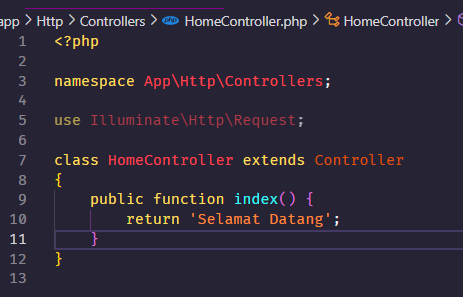 app > Http > Controllers > HomeController.php > HomeController >
1 <?php
2
3 namespace App\Http\Controllers;
4
5 use Illuminate\Http\Request;
6
7 class HomeController extends Controller
8 {
9     public function index() {
10         return 'Selamat Datang';
11     }
12 }
13